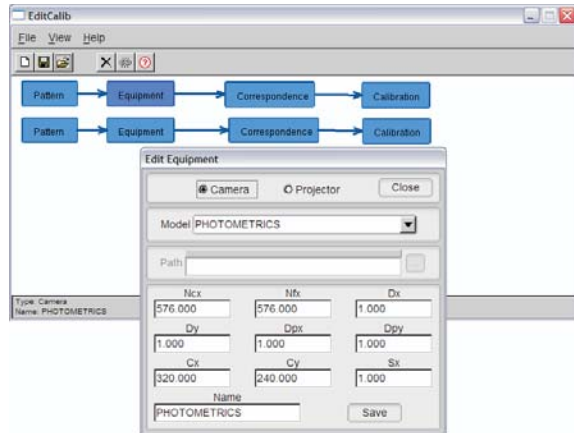 EditCalib
File View Help
Pattern Equipment Correspondence Calibration
Pattern Equipment Correspondence Calibration
Edit Equipment
Camera Projector Close
Model PHOTOMETRICS
Path
Ncx Nfx Dx
576.000 576.000 1.000
Dy Dpx Dpy
1.000 1.000 1.000
Cx Cy Sx
320.000 240.000 1.000
Name
PHOTOMETRICS Save
Type: Camera
Name: PHOTOMETRICS